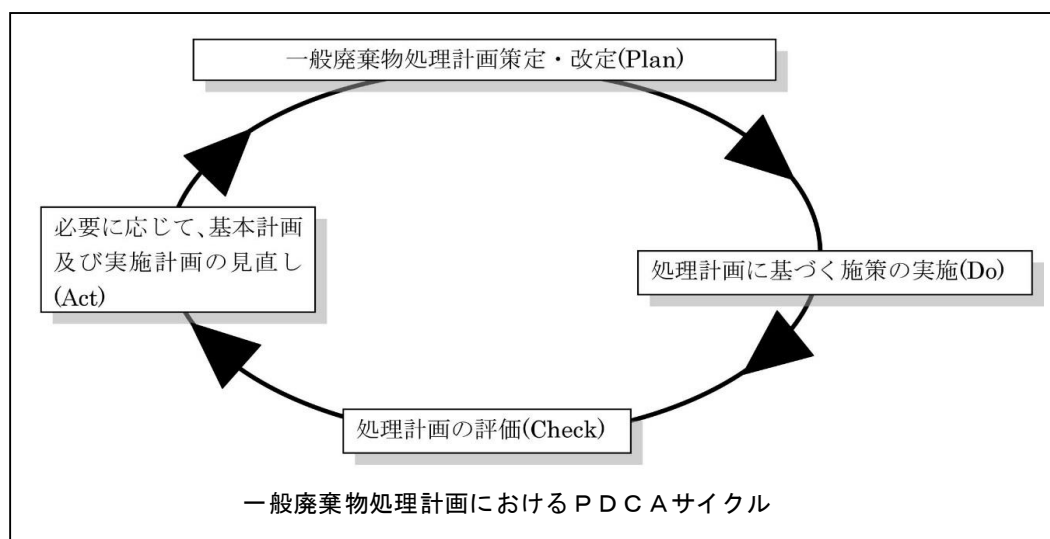 一般廃棄物処理計画策定・改定(Plan)
必要に応じて、基本計画
及び実施計画の見直し
(Act)
処理計画に基づく施策の実施(Do)
処理計画の評価(Check)
一般廃棄物処理計画におけるＰＤＣＡサイクル